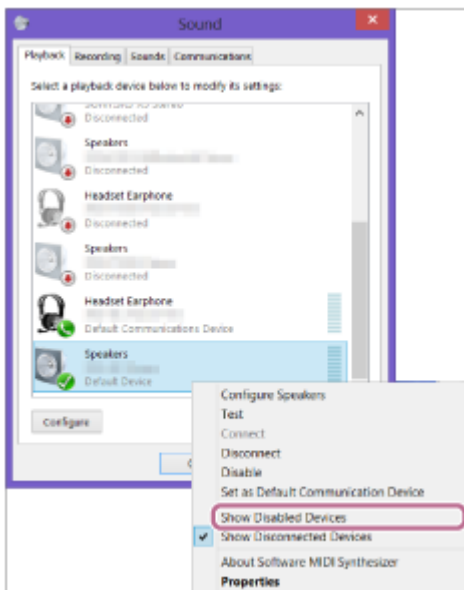 Sound
Playback Recording Sounds Communications
Select a playback device below to modify its settings:
Disconnected
Speakers
Disconnected
Headset Earphone
Disconnected
Speakers
Disconnected
Headset Earphone
Default Communications Device
Speakers
Default Device
Configure
Configure Speakers
Test
Connect
Disconnect
Disable
Set as Default Communication Device
Show Disabled Devices
Show Disconnected Devices
About Software MIDI Synthesizer
Properties